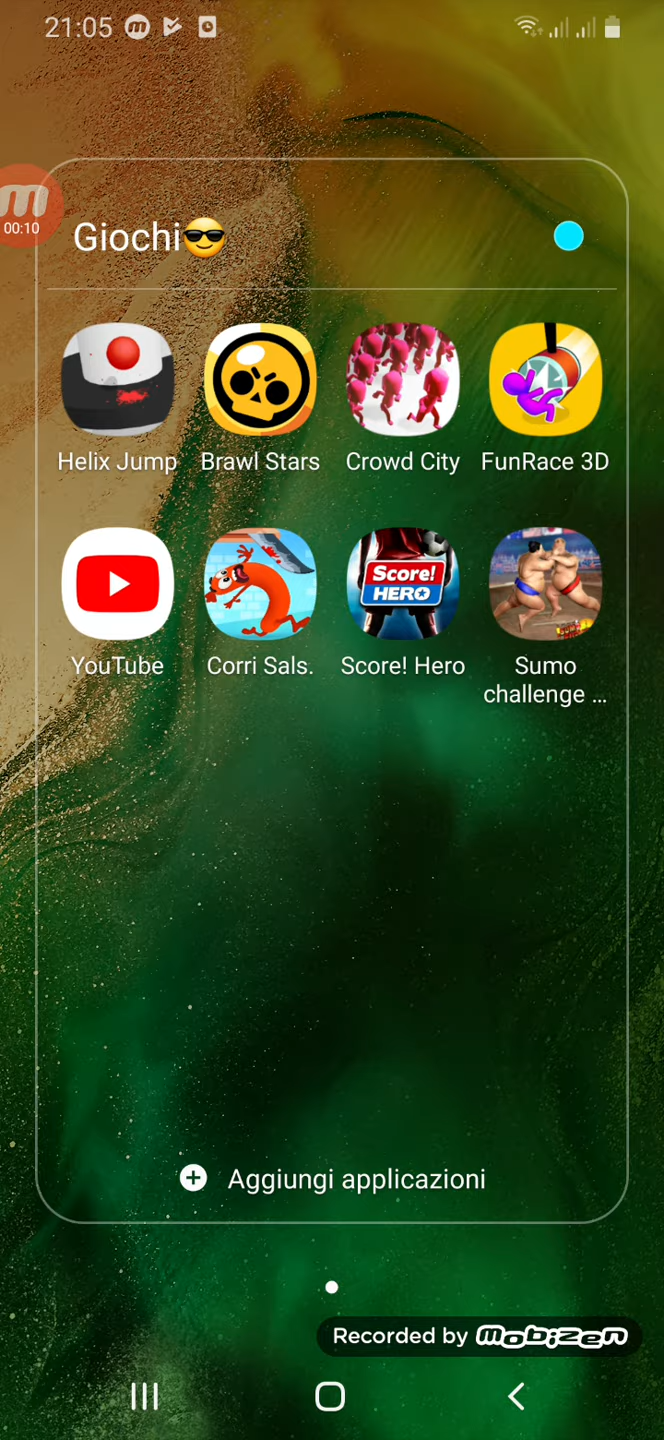 21:05
00:10
Giochi😎
Helix Jump
Brawl Stars
Crowd City
FunRace 3D
Score!
HERO
YouTube
Corri Sals.
Score! Hero
Sumo
challenge ...
Aggiungi applicazioni
Recorded by mobizen